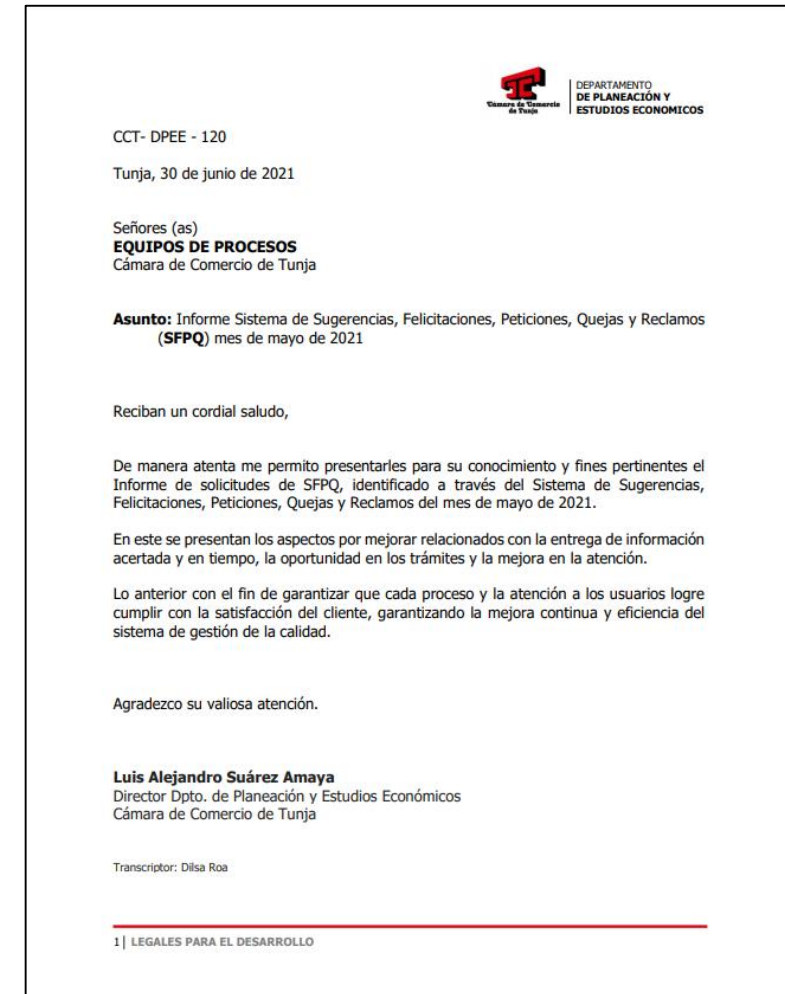 Cámara de Comercio
de Tunja
DEPARTAMENTO
DE PLANEACIÓN Y
ESTUDIOS ECONOMICOS
CCT- DPEE - 120
Tunja, 30 de junio de 2021
Señores (as)
EQUIPOS DE PROCESOS
Cámara de Comercio de Tunja
Asunto: Informe Sistema de Sugerencias, Felicitaciones, Peticiones, Quejas y Reclamos
(SFPQ) mes de mayo de 2021
Reciban un cordial saludo,
De manera atenta me permito presentarles para su conocimiento y fines pertinentes el
Informe de solicitudes de SFPQ, identificado a través del Sistema de Sugerencias,
Felicitaciones, Peticiones, Quejas y Reclamos del mes de mayo de 2021.
En este se presentan los aspectos por mejorar relacionados con la entrega de información
acertada y en tiempo, la oportunidad en los trámites y la mejora en la atención.
Lo anterior con el fin de garantizar que cada proceso y la atención a los usuarios logre
cumplir con la satisfacción del cliente, garantizando la mejora continua y eficiencia del
sistema de gestión de la calidad.
Agradezco su valiosa atención.
Luis Alejandro Suárez Amaya
Director Dpto. de Planeación y Estudios Económicos
Cámara de Comercio de Tunja
Transcriptor: Dilsa Roa
1| LEGALES PARA EL DESARROLLO